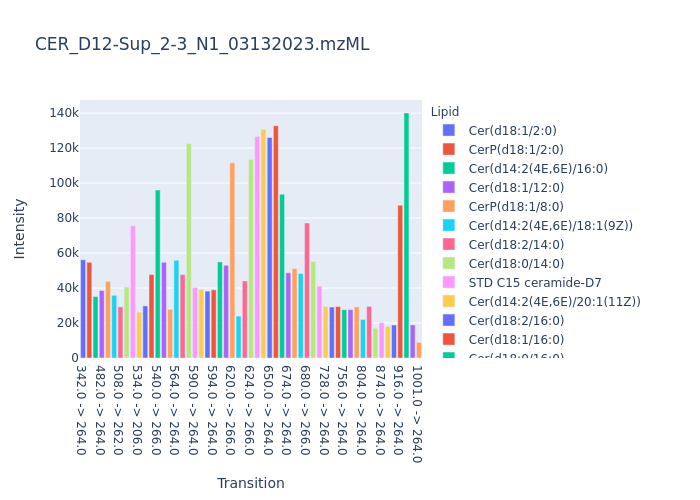 CER_D12-Sup_2-3_N1_03132023.mzML
Lipid
Cer(d18:1/2:0)
CerP(d18:1/2:0)
Cer(d14:2(4E,6E)/16:0)
Cer(d18:1/12:0)
CerP(d18:1/8:0)
Cer(d14:2(4E,6E)/18:1(9Z))
Cer(d18:2/14:0)
Cer(d18:0/14:0)
STD C15 ceramide-D7
Cer(d14:2(4E,6E)/20:1(11Z))
Cer(d18:2/16:0)
Cer(d18:1/16:0)
Cer(d18:0/16:0)
Intensity
140k
120k
100k
80k
60k
40k
20k
0
342.0 -> 264.0
482.0 -> 264.0
508.0 -> 262.0
534.0 -> 206.0
540.0 -> 266.0
564.0 -> 264.0
590.0 -> 264.0
594.0 -> 264.0
620.0 -> 266.0
624.0 -> 266.0
650.0 -> 264.0
674.0 -> 264.0
680.0 -> 266.0
728.0 -> 264.0
756.0 -> 264.0
804.0 -> 264.0
874.0 -> 264.0
916.0 -> 264.0
1001.0 -> 264.0
Transition